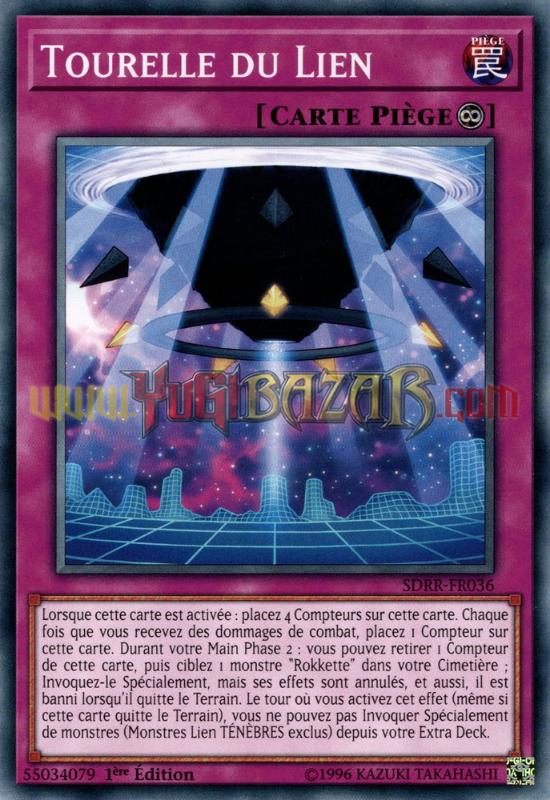 TOURELLE DU LIEN
PIÈGE
罠
[CARTE PIÈGE♾]
www.YUGIBAZAR.com
SDRR-FR036
Lorsque cette carte est activée : placez 4 Compteurs sur cette carte. Chaque
fois que vous recevez des dommages de combat, placez 1 Compteur sur
cette carte. Durant votre Main Phase 2 : vous pouvez retirer 1 Compteur
de cette carte, puis ciblez 1 monstre "Rokkette" dans votre Cimetière ;
Invoquez-le Spécialement, mais ses effets sont annulés, et aussi, il est
banni lorsqu'il quitte le Terrain. Le tour où vous activez cet effet (même si
cette carte quitte le Terrain), vous ne pouvez pas Invoquer Spécialement
de monstres (Monstres Lien TÉNÈBRES exclus) depuis votre Extra Deck.
55034079 1ère Édition ©1996 KAZUKI TAKAHASHI